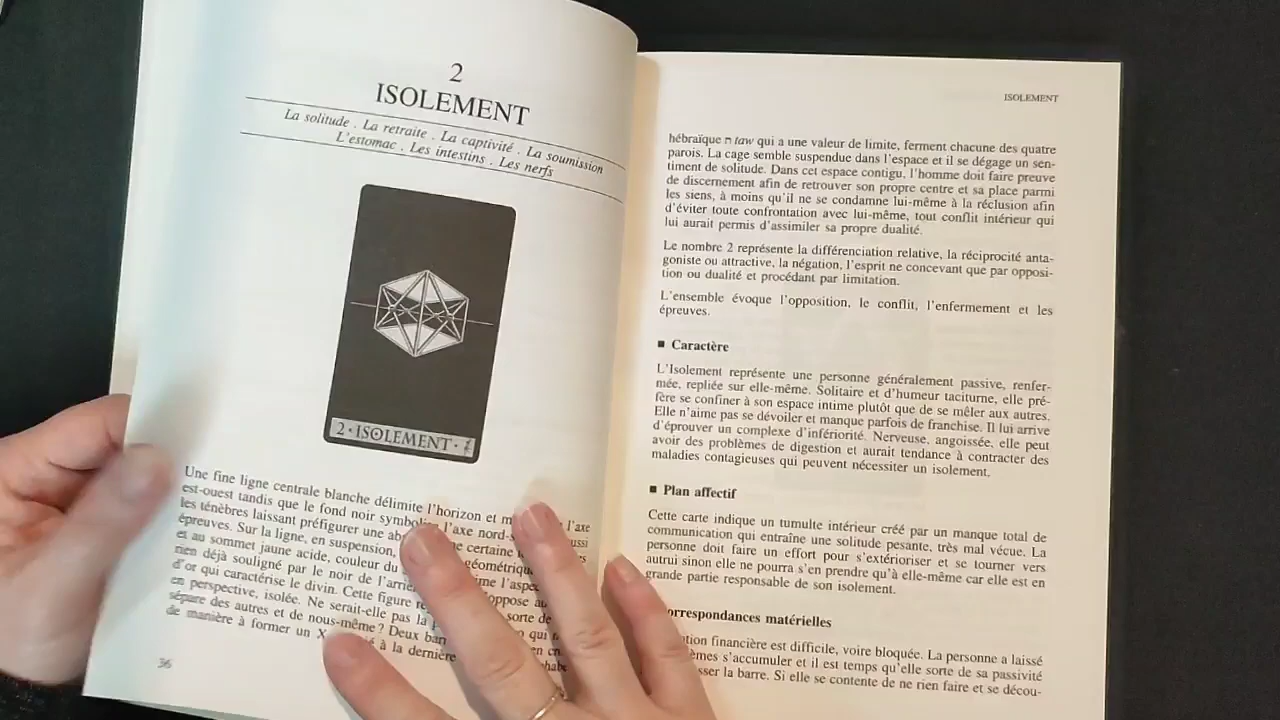 2
ISOLEMENT
La solitude . La retraite . La captivité . La soumission
L'estomac . Les intestins . Les nerfs
2 · ISOLEMENT ·
Une fine ligne centrale blanche délimite l'horizon et l'axe
est-ouest tandis que le fond noir l'axe
les ténèbres laissant préfigurer une certaine
épreuves. Sur la ligne, en suspension,
et au sommet jaune acide, couleur du
rien déjà souligné par le noir de
d'or qui caractérise le divin. Cette figure oppose
en perspective, isolée. Ne serait-elle pas la sorte de
sépare des autres et de nous-même ? Deux
de manière à former un X à la dernière
36
ISOLEMENT
hébraïque ת taw qui a une valeur de limite, ferment chacune des quatre
parois. La cage semble suspendue dans l'espace et il se dégage un sen-
timent de solitude. Dans cet espace contigu, l'homme doit faire preuve
de discernement afin de retrouver son propre centre et sa place parmi
les siens, à moins qu'il ne se condamne lui-même à la réclusion afin
d'éviter toute confrontation avec lui-même, tout conflit intérieur qui
lui aurait permis d'assimiler sa propre dualité.
Le nombre 2 représente la différenciation relative, la réciprocité anta-
goniste ou attractive, la négation, l'esprit ne concevant que par opposi-
tion ou dualité et procédant par limitation.
L'ensemble évoque l'opposition, le conflit, l'enfermement et les
épreuves.
■ Caractère
L'Isolement représente une personne généralement passive, renfer-
mée, repliée sur elle-même. Solitaire et d'humeur taciturne, elle pré-
fère se confiner à son espace intime plutôt que de se mêler aux autres.
Elle n'aime pas se dévoiler et manque parfois de franchise. Il lui arrive
d'éprouver un complexe d'infériorité. Nerveuse, angoissée, elle peut
avoir des problèmes de digestion et aurait tendance à contracter des
maladies contagieuses qui peuvent nécessiter un isolement.
■ Plan affectif
Cette carte indique un tumulte intérieur créé par un manque total de
communication qui entraîne une solitude pesante, très mal vécue. La
personne doit faire un effort pour s'extérioriser et se tourner vers
autrui sinon elle ne pourra s'en prendre qu'à elle-même car elle est en
grande partie responsable de son isolement.
orrespondances matérielles
tion financière est difficile, voire bloquée. La personne a laissé
èmes s'accumuler et il est temps qu'elle sorte de sa passivité
sser la barre. Si elle se contente de ne rien faire et se décou-